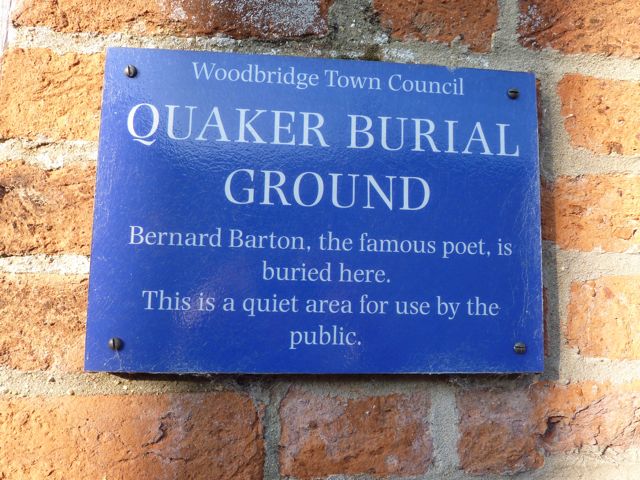 Woodbridge Town Council
QUAKER BURIAL
GROUND
Bernard Barton, the famous poet, is
buried here.
This is a quiet area for use by the
public.